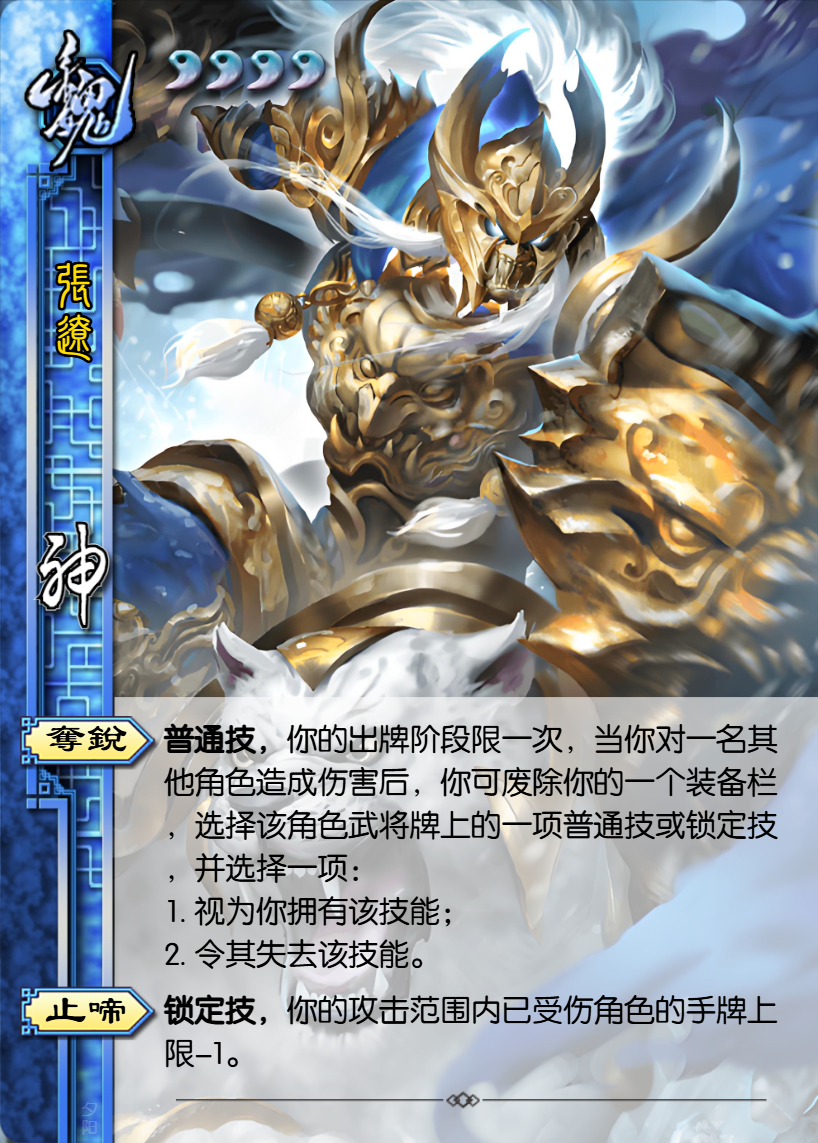 魏
張遼
神
奪銳
普通技，你的出牌阶段限一次，当你对一名其
他角色造成伤害后，你可废除你的一个装备栏
，选择该角色武将牌上的一项普通技或锁定技
，并选择一项：
1. 视为你拥有该技能；
2. 令其失去该技能。
止啼
锁定技，你的攻击范围内已受伤角色的手牌上
限-1。
夕阳